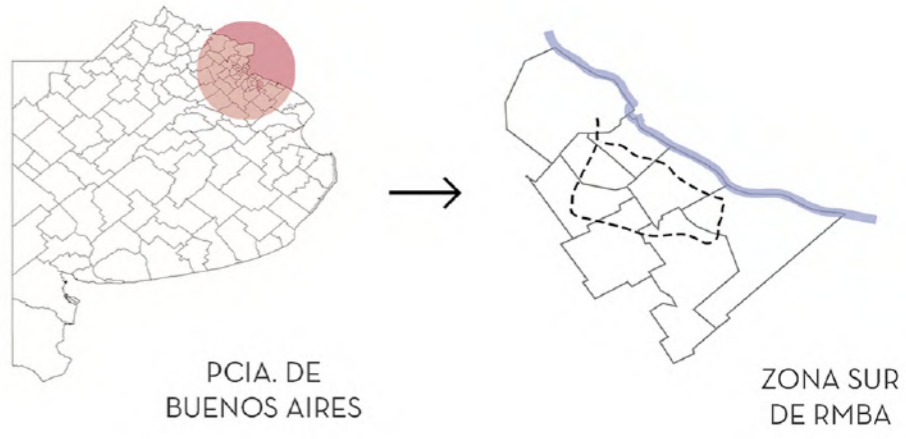 PCIA. DE
BUENOS AIRES
ZONA SUR
DE RMBA